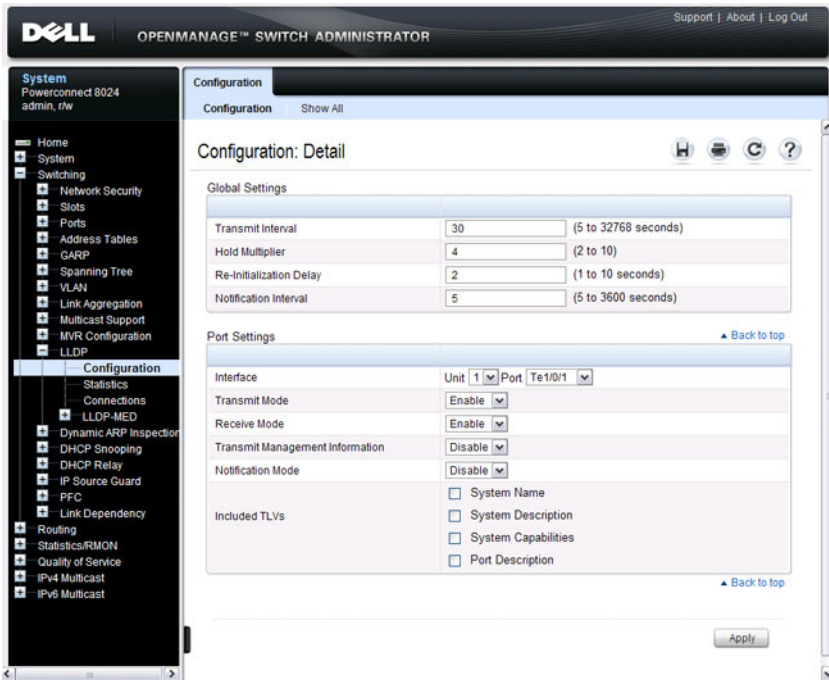 Support | About | Log Out
DELL OPENMANAGE™ SWITCH ADMINISTRATOR
System
Powerconnect 8024
admin, r/w
Home
System
Switching
Network Security
Slots
Ports
Address Tables
GARP
Spanning Tree
VLAN
Link Aggregation
Multicast Support
MVR Configuration
LLDP
Configuration
Statistics
Connections
LLDP-MED
Dynamic ARP Inspection
DHCP Snooping
DHCP Relay
IP Source Guard
PFC
Link Dependency
Routing
Statistics/RMON
Quality of Service
IPv4 Multicast
IPv6 Multicast
Configuration
Configuration Show All
Configuration: Detail
Global Settings
Transmit Interval 30 (5 to 32768 seconds)
Hold Multiplier 4 (2 to 10)
Re-Initialization Delay 2 (1 to 10 seconds)
Notification Interval 5 (5 to 3600 seconds)
Port Settings Back to top
Interface Unit 1 Port Te1/0/1
Transmit Mode Enable
Receive Mode Enable
Transmit Management Information Disable
Notification Mode Disable
Included TLVs
System Name
System Description
System Capabilities
Port Description
Back to top
Apply